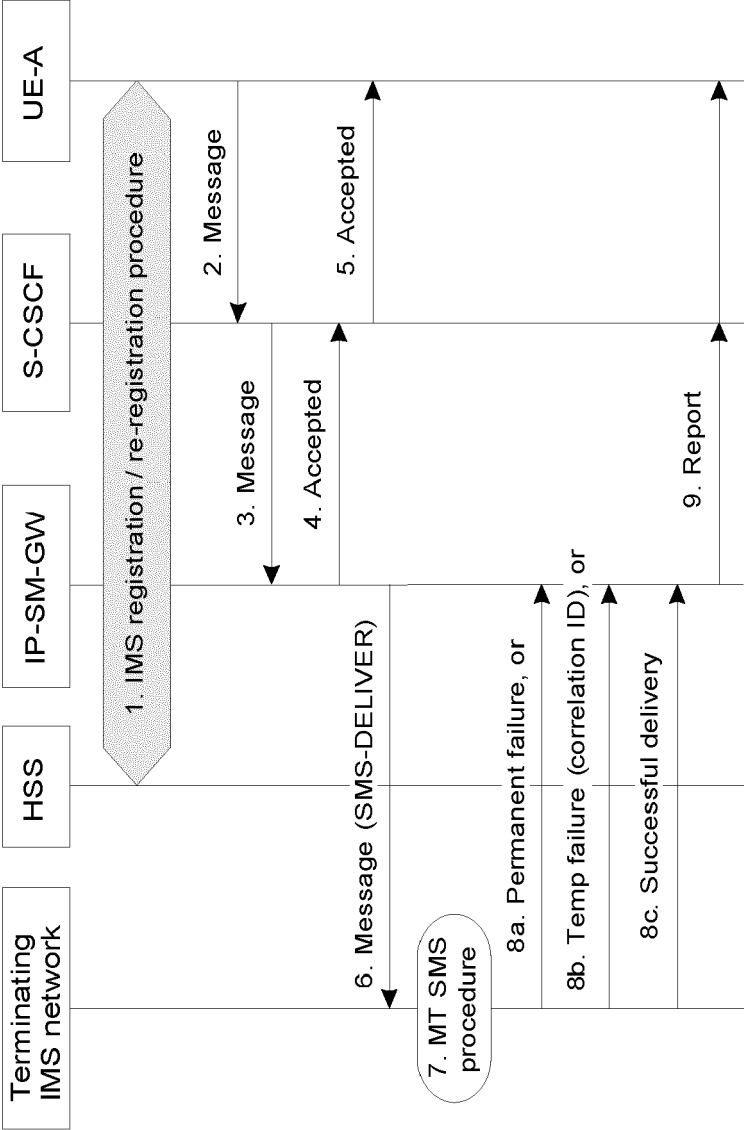 UE-A
S-CSCF
IP-SM-GW
HSS
Terminating
IMS network
1. IMS registration / re-registration procedure
2. Message
3. Message
4. Accepted
5. Accepted
6. Message (SMS-DELIVER)
7. MT SMS
procedure
8a. Permanent failure, or
8b. Temp failure (correlation ID), or
8c. Successful delivery
9. Report